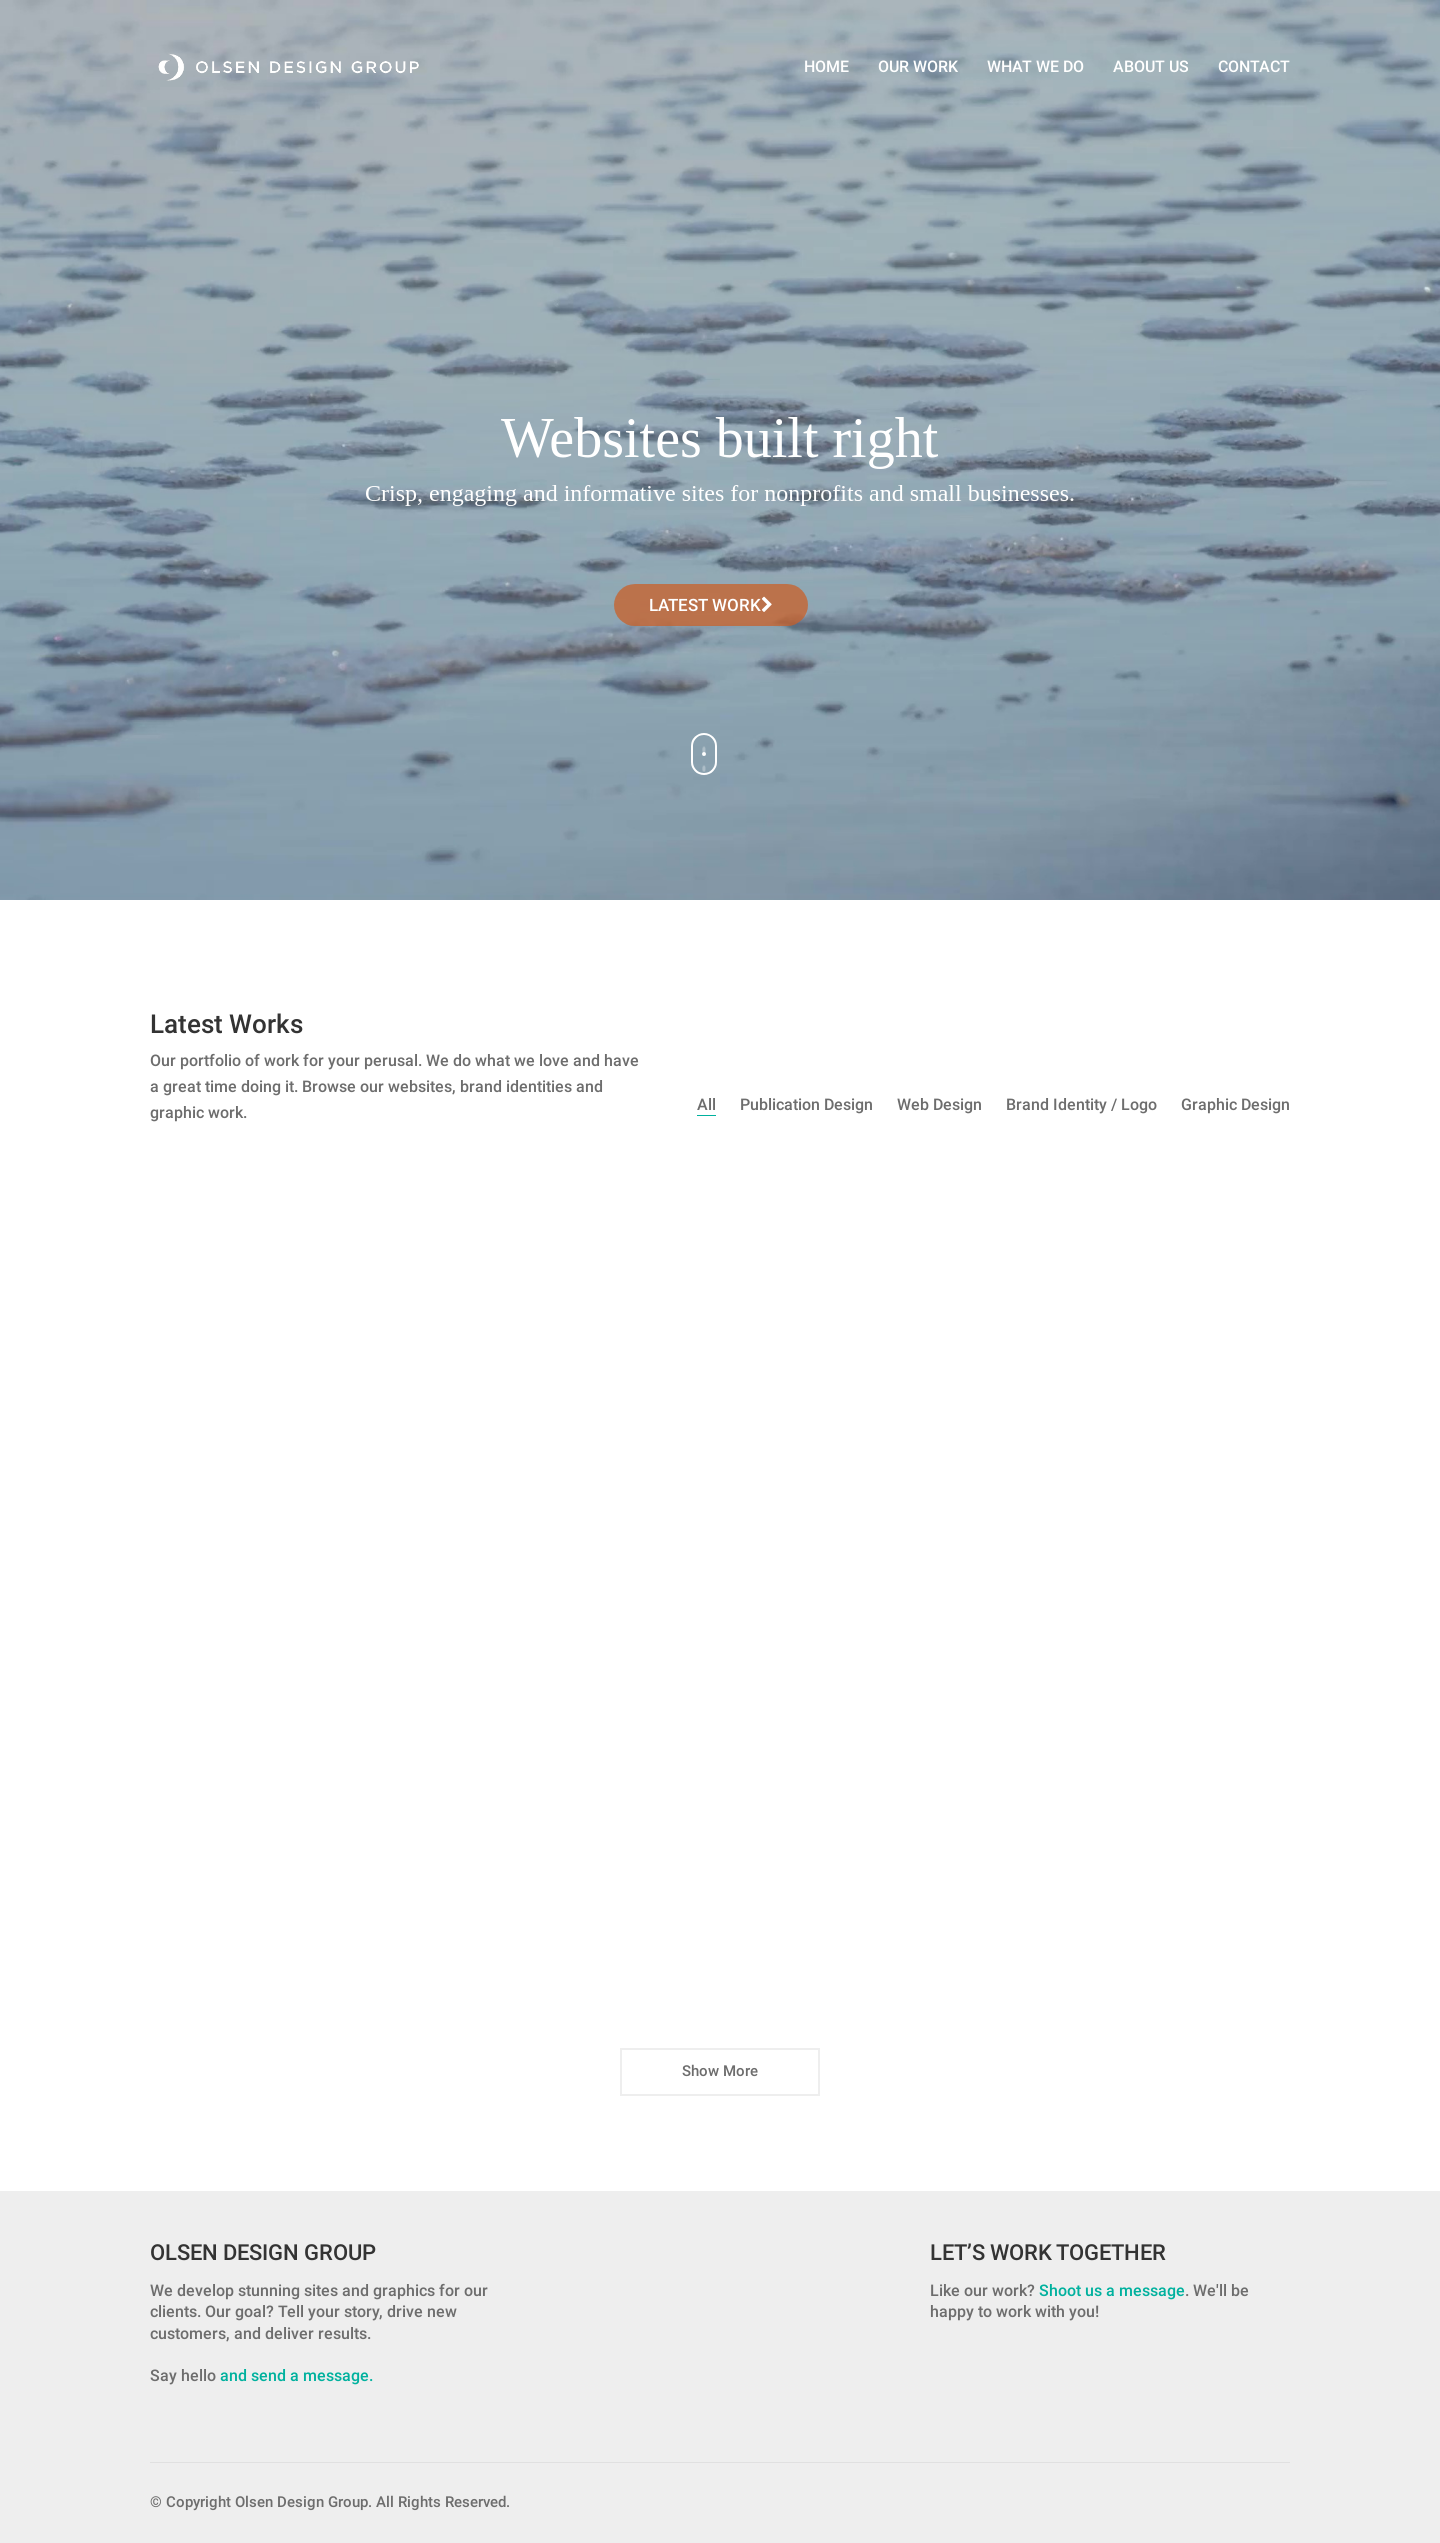 OLSEN DESIGN GROUP
HOME OUR WORK WHAT WE DO ABOUT US CONTACT
Websites built right
Crisp, engaging and informative sites for nonprofits and small businesses.
LATEST WORK
Latest Works
Our portfolio of work for your perusal. We do what we love and have
a great time doing it. Browse our websites, brand identities and
graphic work.
All Publication Design Web Design Brand Identity / Logo Graphic Design
Show More
OLSEN DESIGN GROUP
We develop stunning sites and graphics for our
clients. Our goal? Tell your story, drive new
customers, and deliver results.
Say hello and send a message.
LET’S WORK TOGETHER
Like our work? Shoot us a message. We'll be
happy to work with you!
© Copyright Olsen Design Group. All Rights Reserved.